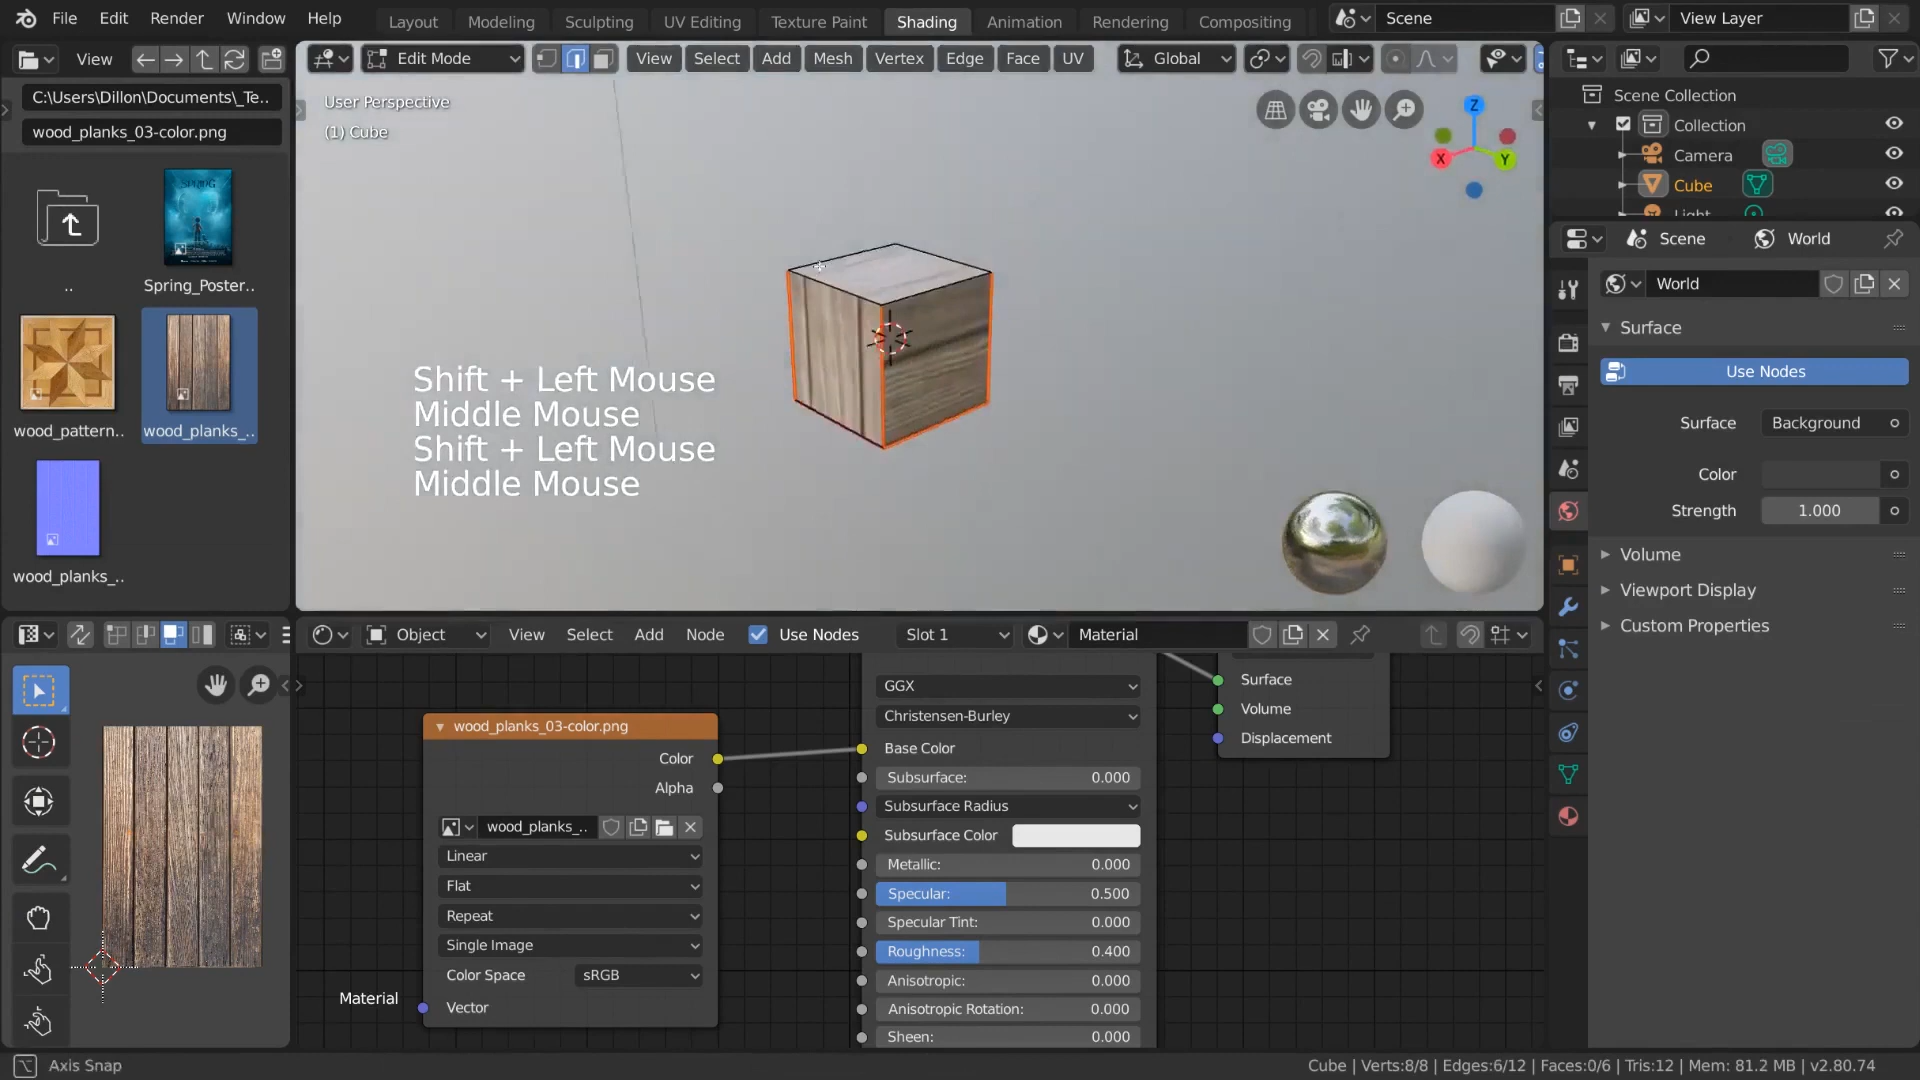 File Edit Render Window Help Layout Modeling Sculpting UV Editing Texture Paint Shading Animation Rendering Compositing Scene View Layer
View
C:\Users\Dillon\Documents\_Te..
wood_planks_03-color.png
..
Spring_Poster..
wood_pattern..
wood_planks_..
wood_planks_..
Edit Mode View Select Add Mesh Vertex Edge Face UV Global
User Perspective
(1) Cube
Z
X
Y
Shift + Left Mouse
Middle Mouse
Shift + Left Mouse
Middle Mouse
Scene Collection
Collection
Camera
Cube
Light
Scene World
World
Surface
Use Nodes
Surface Background
Color
Strength 1.000
Volume
Viewport Display
Custom Properties
Object View Select Add Node Use Nodes Slot 1 Material
wood_planks_03-color.png
Color
Alpha
wood_planks_..
Linear
Flat
Repeat
Single Image
Color Space sRGB
Vector
Material
GGX
Christensen-Burley
Base Color
Subsurface: 0.000
Subsurface Radius
Subsurface Color
Metallic: 0.000
Specular: 0.500
Specular Tint: 0.000
Roughness: 0.400
Anisotropic: 0.000
Anisotropic Rotation: 0.000
Sheen: 0.000
Surface
Volume
Displacement
Axis Snap
Cube | Verts:8/8 | Edges:6/12 | Faces:0/6 | Tris:12 | Mem: 81.2 MB | v2.80.74